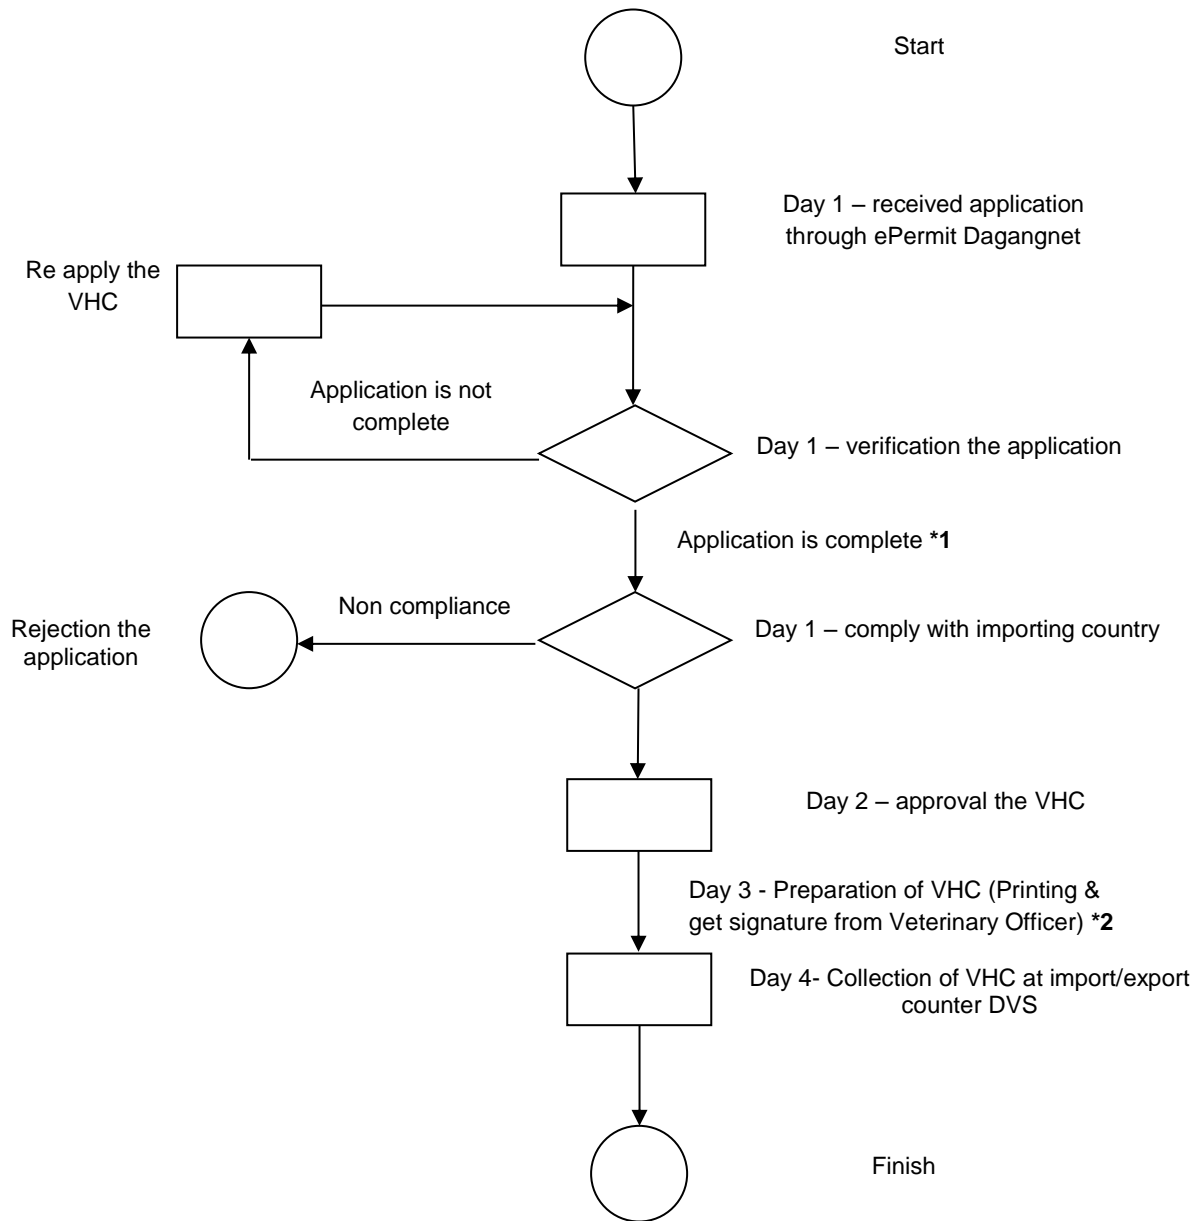 Start
Day 1 – received application
through ePermit Dagangnet
Re apply the
VHC
Application is not
complete
Day 1 – verification the application
Application is complete *1
Non compliance
Rejection the
application
Day 1 – comply with importing country
Day 2 – approval the VHC
Day 3 - Preparation of VHC (Printing &
get signature from Veterinary Officer) *2
Day 4- Collection of VHC at import/export
counter DVS
Finish